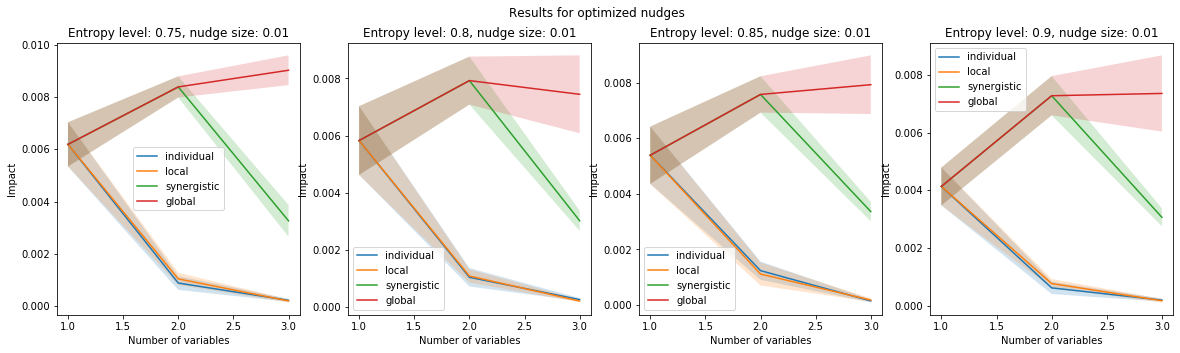 Results for optimized nudges
Entropy level: 0.75, nudge size: 0.01
0.010
0.008
0.006
0.004
0.002
0.000
Impact
individual
local
synergistic
global
1.0 1.5 2.0 2.5 3.0
Number of variables
Entropy level: 0.8, nudge size: 0.01
0.008
0.006
0.004
0.002
0.000
Impact
individual
local
synergistic
global
1.0 1.5 2.0 2.5 3.0
Number of variables
Entropy level: 0.85, nudge size: 0.01
0.008
0.006
0.004
0.002
0.000
Impact
individual
local
synergistic
global
1.0 1.5 2.0 2.5 3.0
Number of variables
Entropy level: 0.9, nudge size: 0.01
0.008
0.006
0.004
0.002
0.000
Impact
individual
local
synergistic
global
1.0 1.5 2.0 2.5 3.0
Number of variables